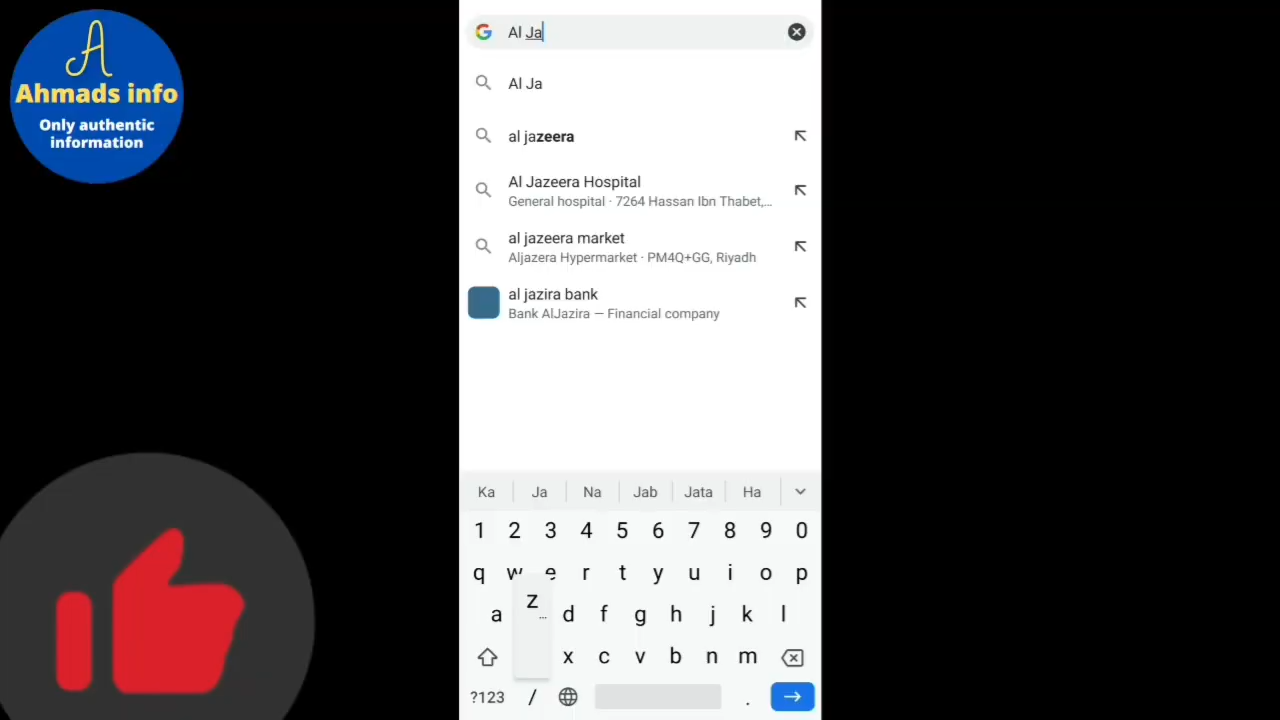 A
Ahmads info
Only authentic
information
Al Ja
Al Ja
al jazeera
Al Jazeera Hospital
General hospital · 7264 Hassan Ibn Thabet,...
al jazeera market
Aljazera Hypermarket · PM4Q+GG, Riyadh
al jazira bank
Bank AlJazira — Financial company
Ka Ja Na Jab Jata Ha
1 2 3 4 5 6 7 8 9 0
q w e r t y u i o p
a z... d f g h j k l
x c v b n m
?123 / .